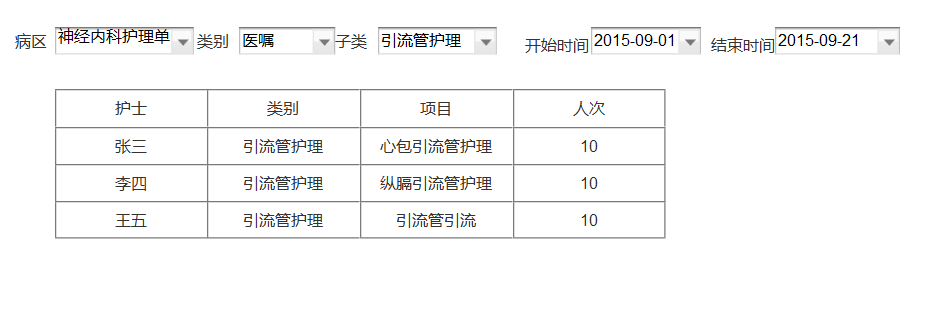 病区 神经内科护理单 类别 医嘱 子类 引流管护理 开始时间 2015-09-01 结束时间 2015-09-21
护士 类别 项目 人次
张三 引流管护理 心包引流管护理 10
李四 引流管护理 纵膈引流管护理 10
王五 引流管护理 引流管引流 10